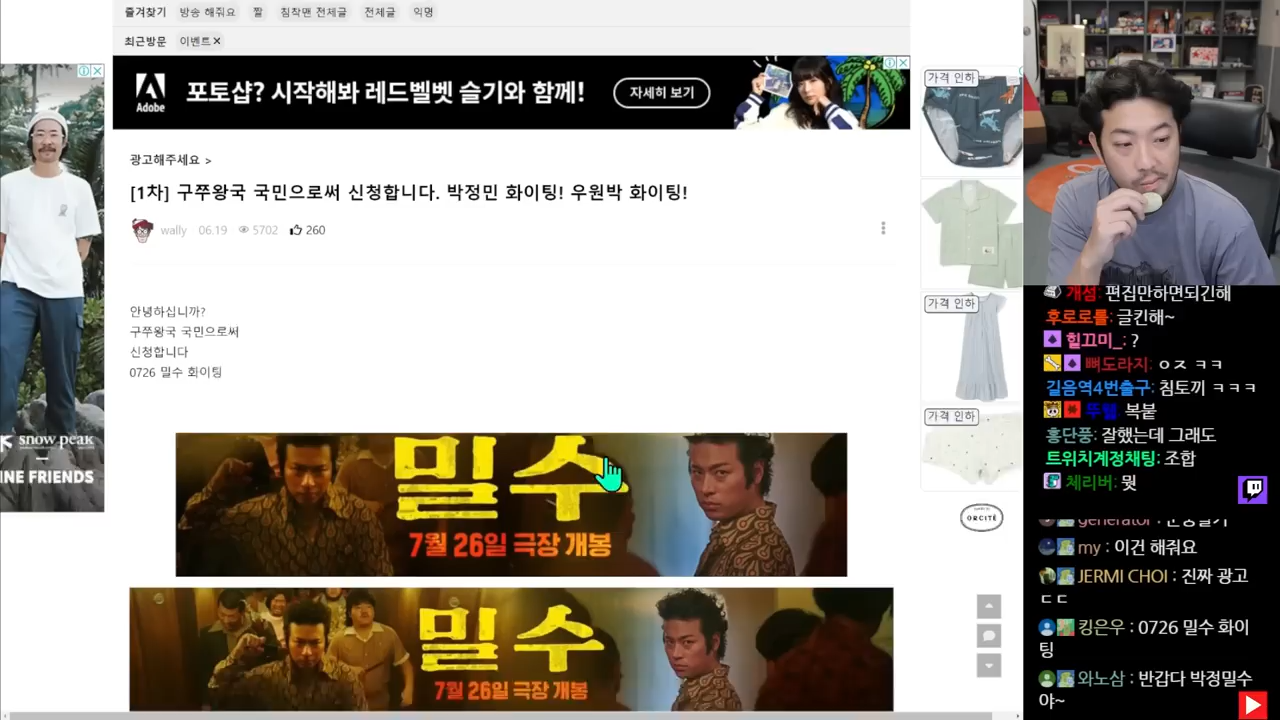 즐겨찾기 방송 해줘요 짤 침착맨 전체글 전체글 익명
최근방문 이벤트✕
Adobe
포토샵? 시작해봐 레드벨벳 슬기와 함께!
자세히 보기
광고해주세요 >
[1차] 구쭈왕국 국민으로써 신청합니다. 박정민 화이팅! 우원박 화이팅!
wally 06.19 5702 260
안녕하십니까?
구쭈왕국 국민으로써
신청합니다
0726 밀수 화이팅
밀수
7월 26일 극장 개봉
밀수
7월 26일 극장 개봉
snow peak
INE FRIENDS
가격 인하
가격 인하
가격 인하
ORCITÉ
개섬: 편집만하면되긴해
후로로롤: 글킨해~
힐끄미_: ?
뼈도라지: ㅇㅈ ㅋㅋ
길음역4번출구: 침토끼 ㅋㅋㅋ
복붙
홍단풍: 잘했는데 그래도
트위치계정채팅: 조합
체리버: 뭣
generator :
my : 이건 해줘요
JERMI CHOI : 진짜 광고
ㄷㄷ
킹은우 : 0726 밀수 화이
팅
와노삼 : 반갑다 박정밀수
야~